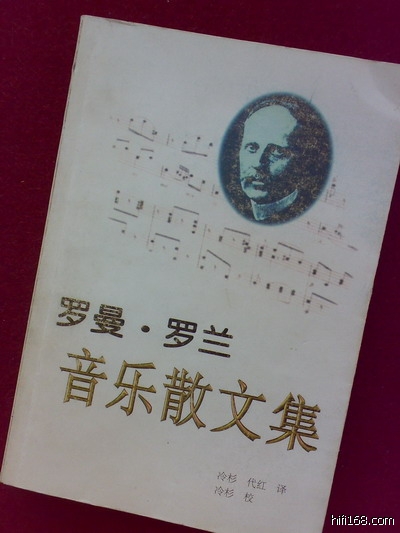 罗曼·罗兰
音乐散文集
冷杉 代红 译
冷杉 校
hifi168.com